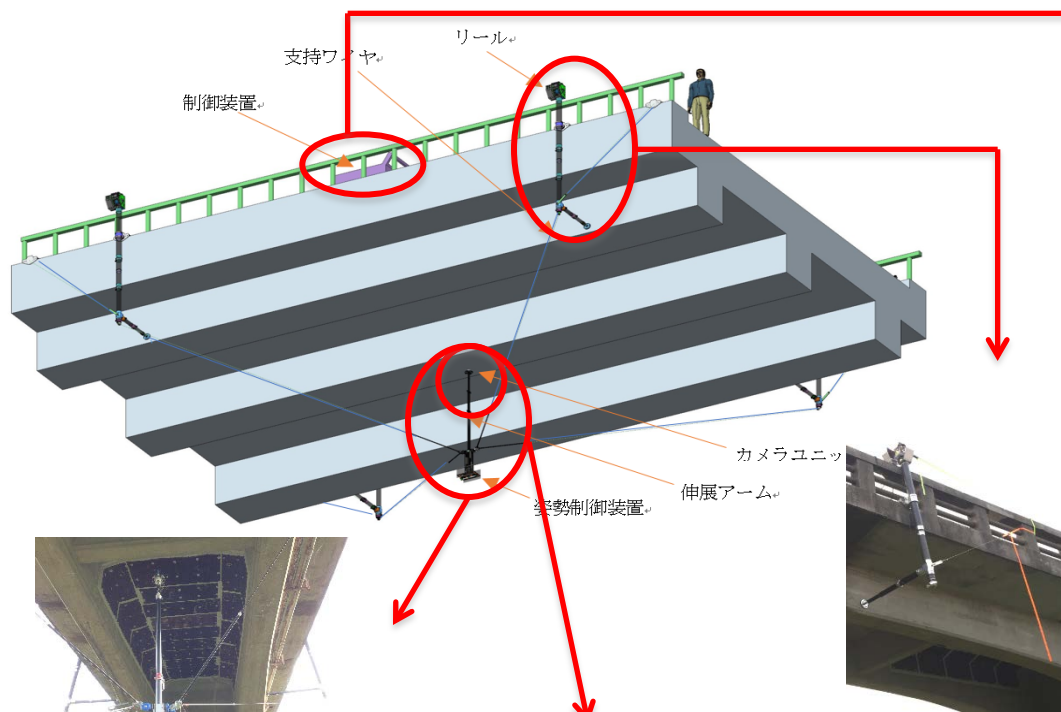 リール
支持ワイヤ
制御装置
カメラユニッ
伸展アーム
姿勢制御装置